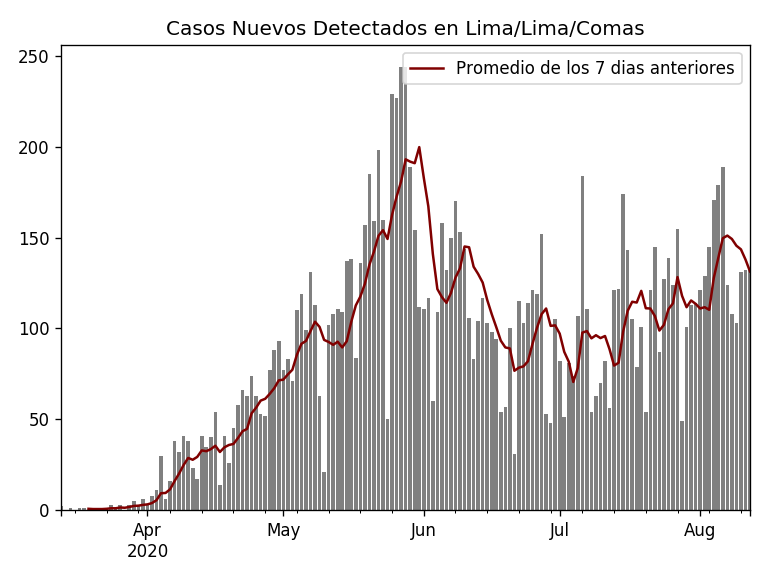 Casos Nuevos Detectados en Lima/Lima/Comas
Promedio de los 7 dias anteriores
250
200
150
100
50
0
Apr May Jun Jul Aug
2020